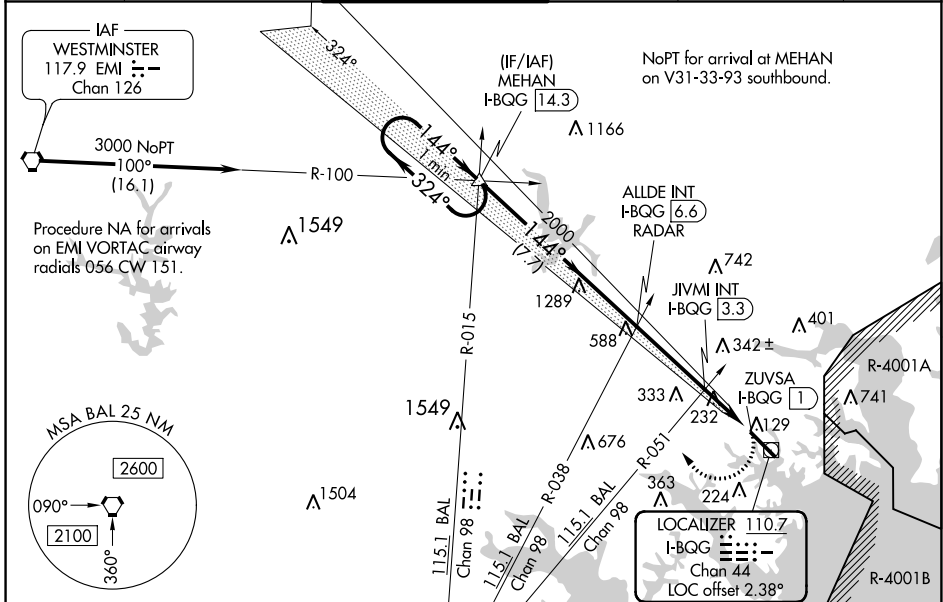 IAF
WESTMINSTER
117.9 EMI
Chan 126
3000 NoPT
100°
(16.1)
R-100
Procedure NA for arrivals
on EMI VORTAC airway
radials 056 CW 151.
324°
(IF/IAF)
MEHAN
I-BQG 14.3
NoPT for arrival at MEHAN
on V31-33-93 southbound.
1166
144°
1 min
324°
1549
2000
144°
(7.7)
ALLDE INT
I-BQG 6.6
RADAR
742
JIVMI INT
I-BQG 3.3
1289
588
401
342 ±
R-4001A
ZUVSA
I-BQG 1
741
333
232
129
R-015
1549
676
R-051
R-038
363
224
MSA BAL 25 NM
2600
090°
2100
360°
1504
115.1 BAL
Chan 98
115.1 BAL
Chan 98
115.1 BAL
Chan 98
LOCALIZER 110.7
I-BQG
Chan 44
LOC offset 2.38°
R-4001B